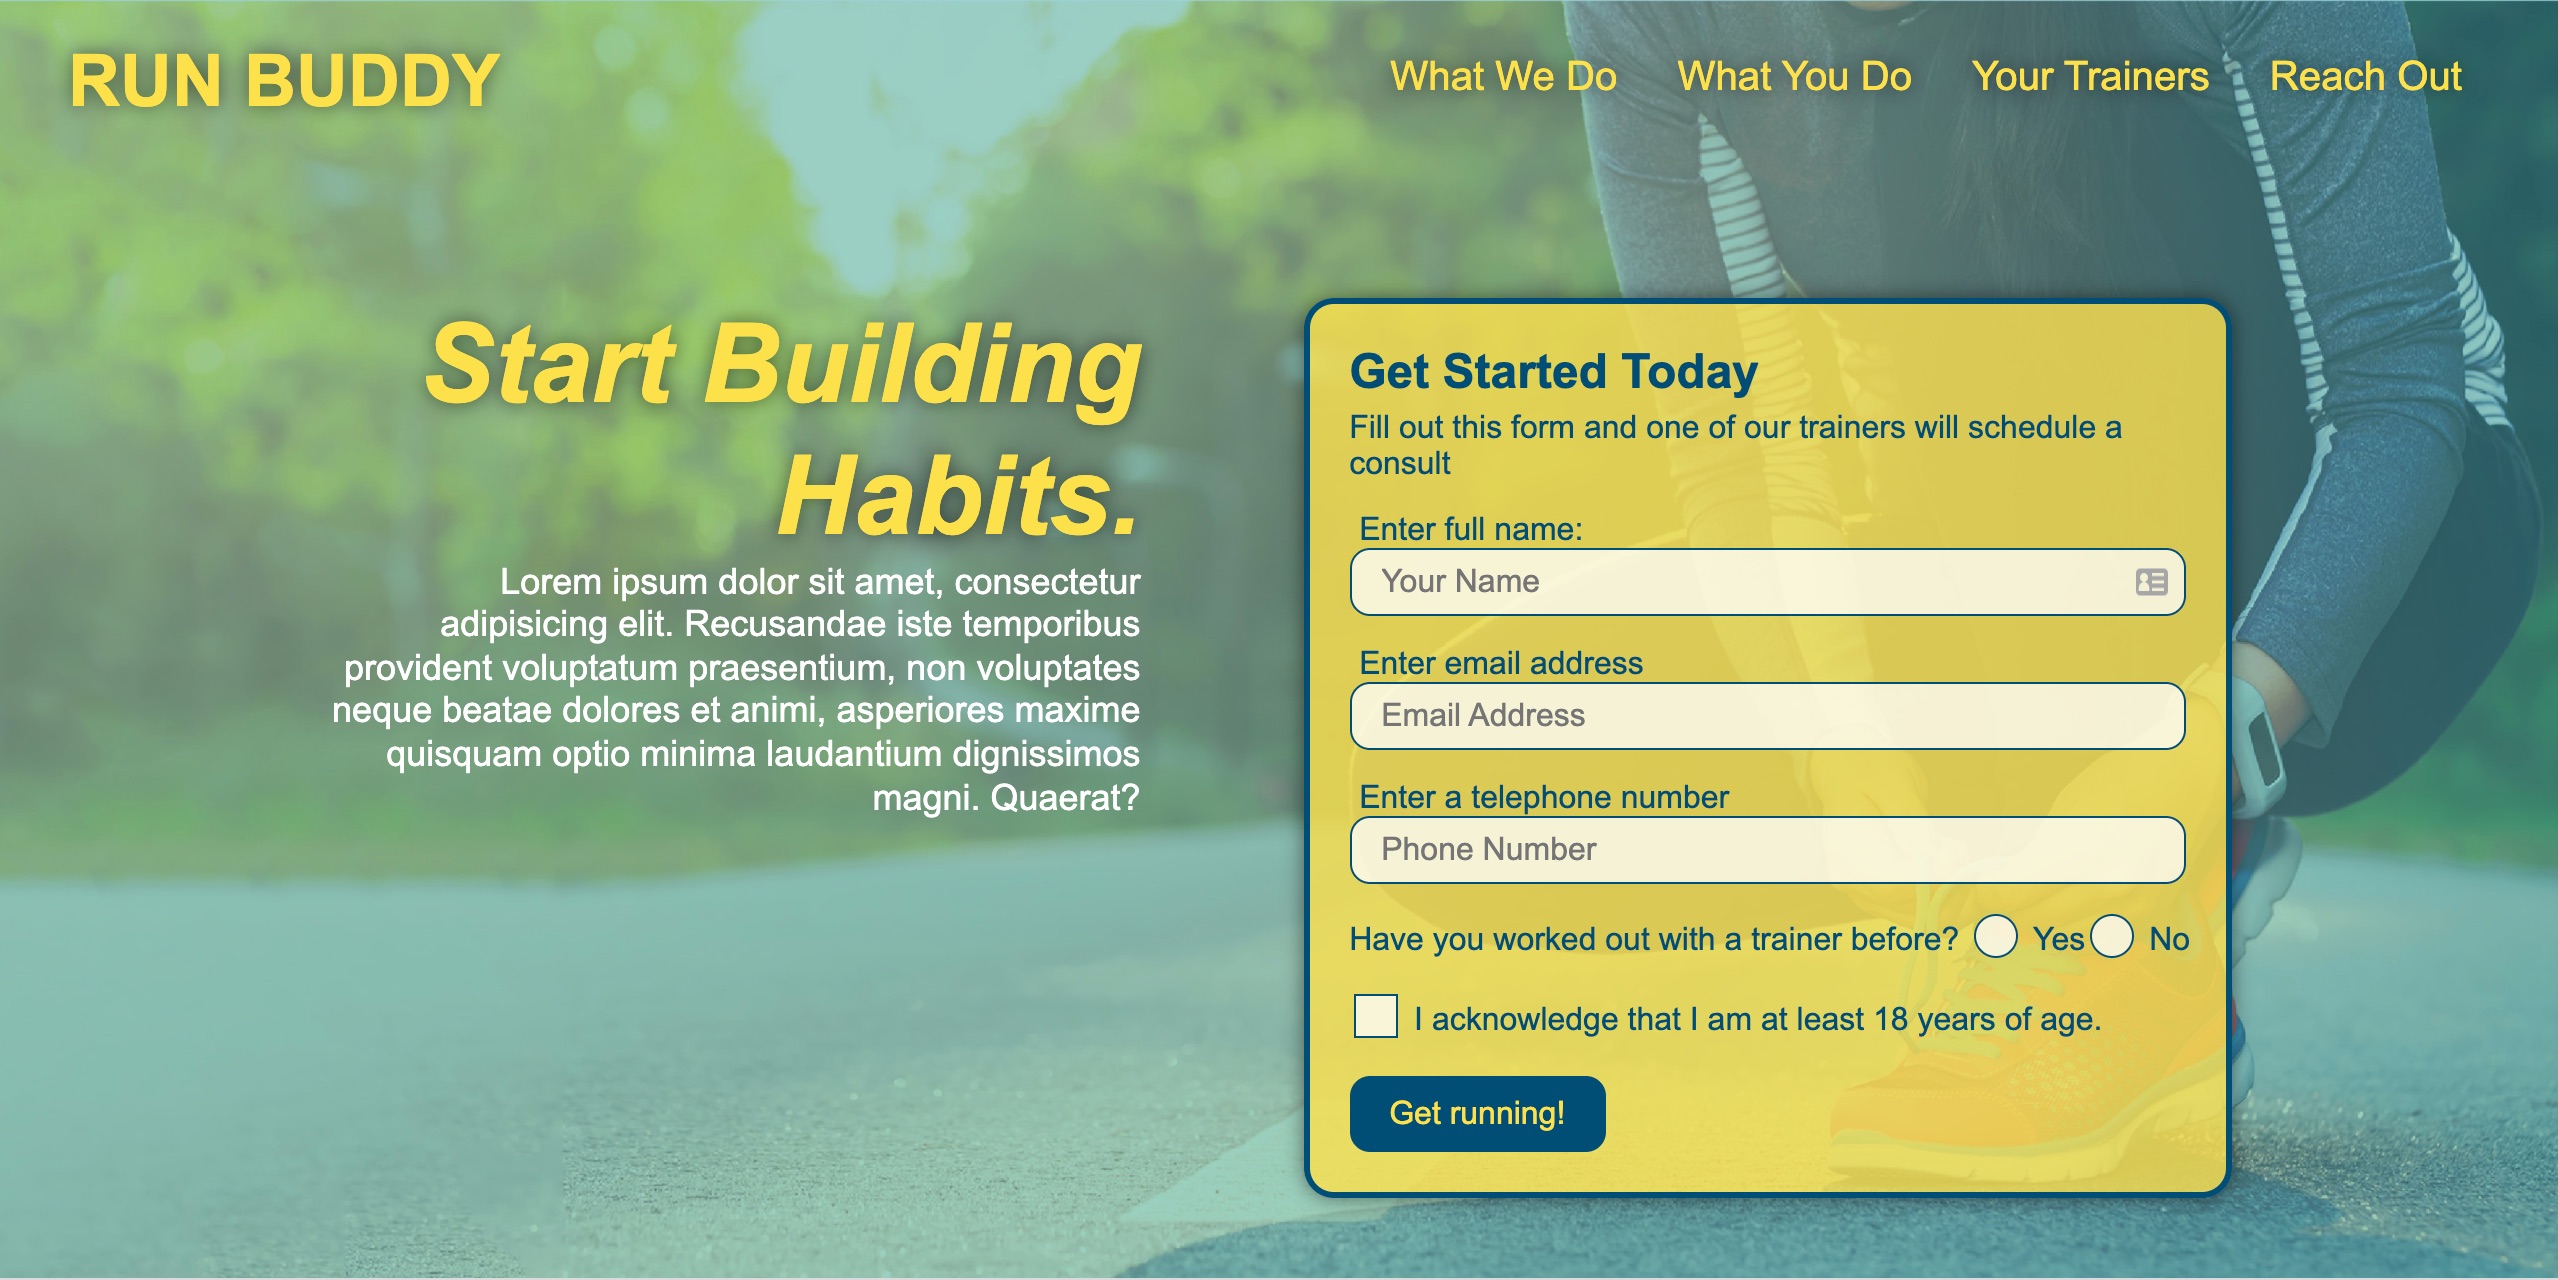 RUN BUDDY
What We Do
What You Do
Your Trainers
Reach Out
Start Building
Habits.
Lorem ipsum dolor sit amet, consectetur
adipisicing elit. Recusandae iste temporibus
provident voluptatum praesentium, non voluptates
neque beatae dolores et animi, asperiores maxime
quisquam optio minima laudantium dignissimos
magni. Quaerat?
Get Started Today
Fill out this form and one of our trainers will schedule a
consult
Enter full name:
Your Name
Enter email address
Email Address
Enter a telephone number
Phone Number
Have you worked out with a trainer before? Yes No
I acknowledge that I am at least 18 years of age.
Get running!